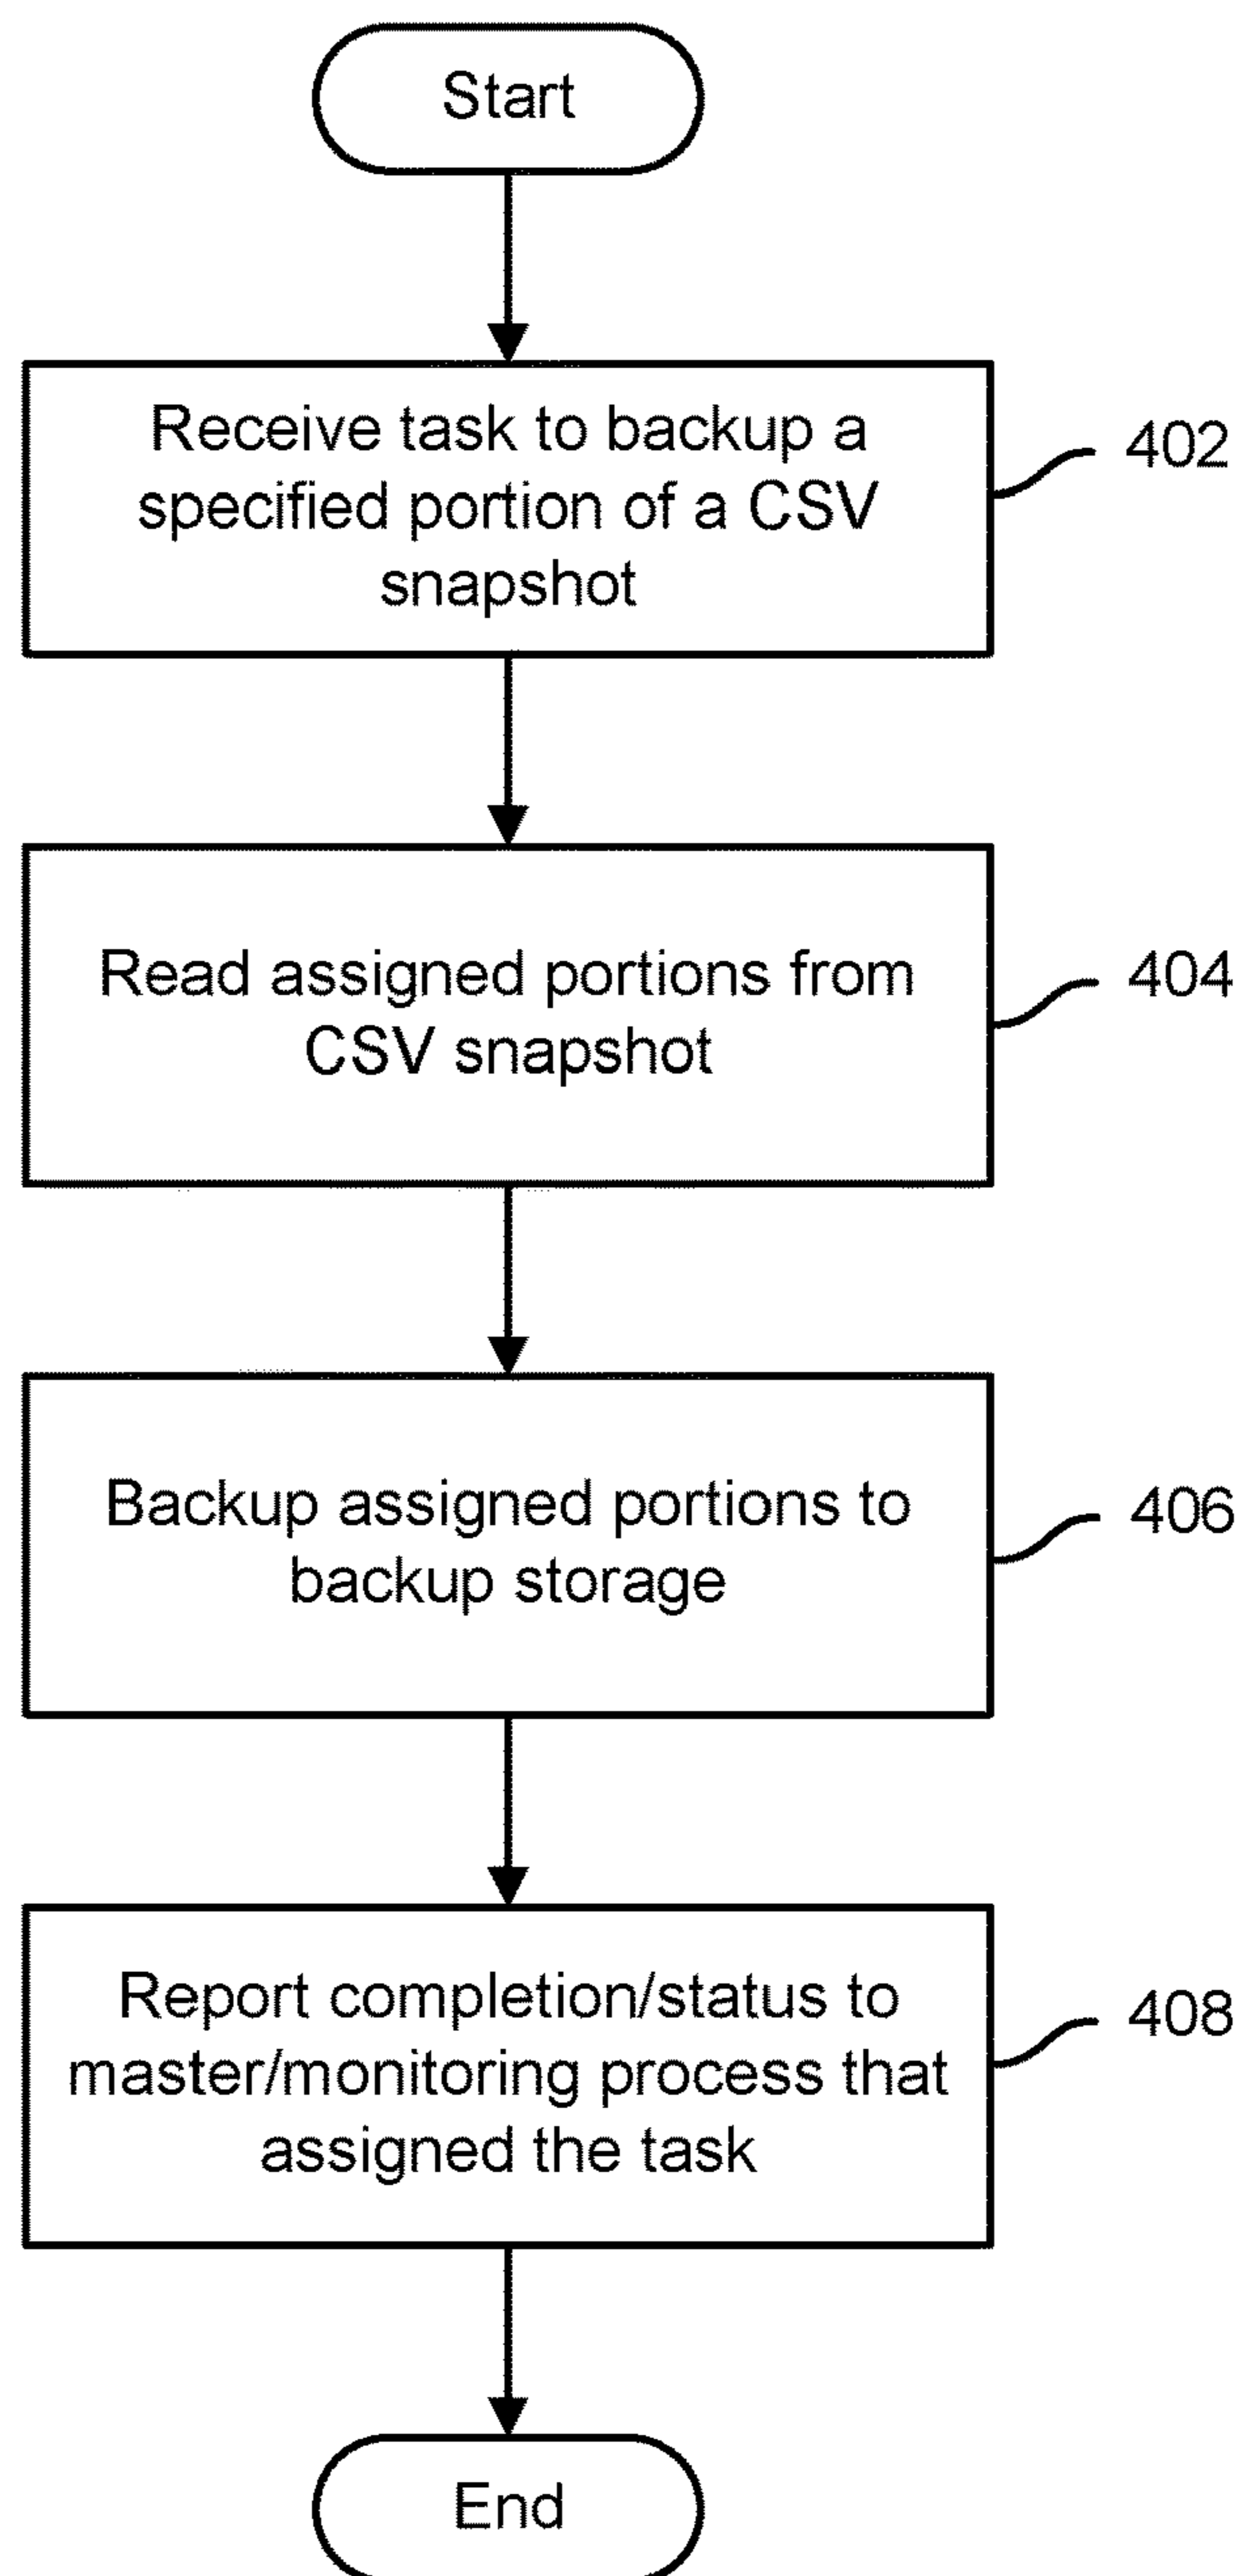 Start
Receive task to backup a
specified portion of a CSV
snapshot
402
Read assigned portions from
CSV snapshot
404
Backup assigned portions to
backup storage
406
Report completion/status to
master/monitoring process that
assigned the task
408
End